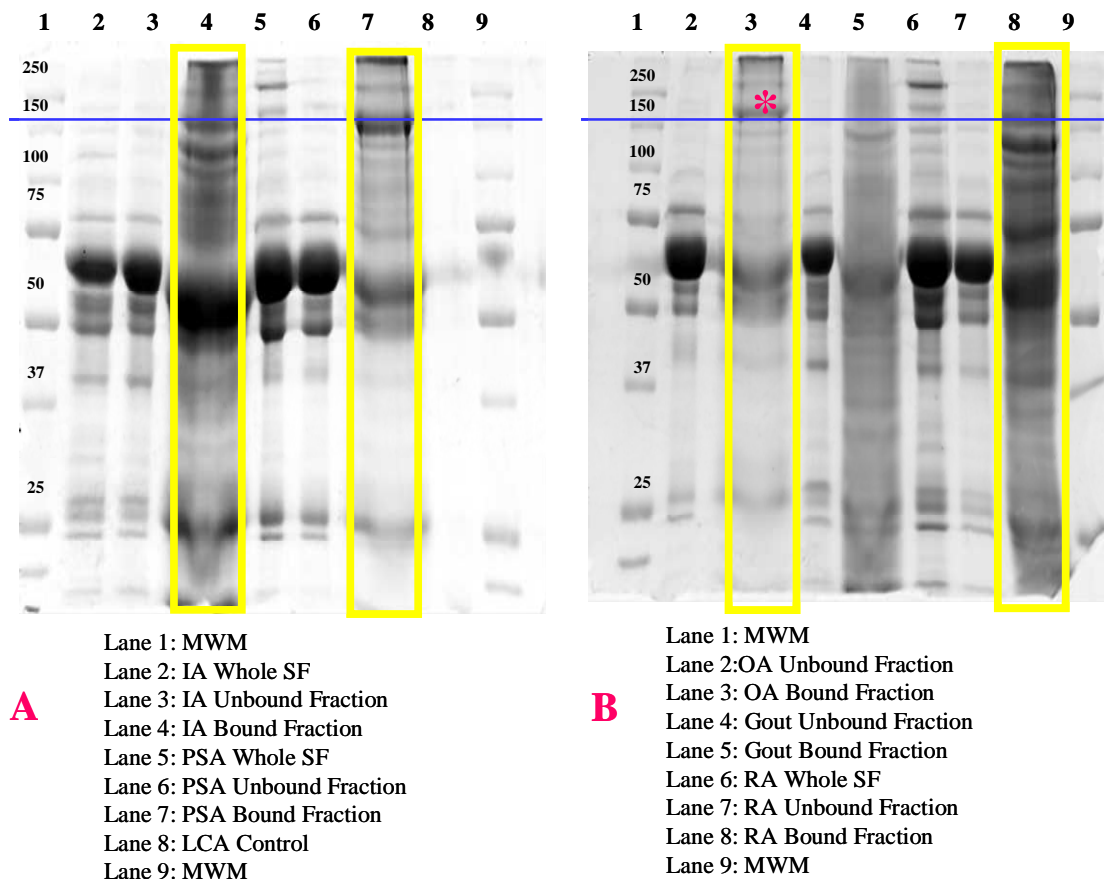 1 2 3 4 5 6 7 8 9
250
150
100
75
50
37
25
Lane 1: MWM
Lane 2: IA Whole SF
Lane 3: IA Unbound Fraction
Lane 4: IA Bound Fraction
Lane 5: PSA Whole SF
Lane 6: PSA Unbound Fraction
Lane 7: PSA Bound Fraction
Lane 8: LCA Control
Lane 9: MWM
A
1 2 3 4 5 6 7 8 9
250
150
100
75
50
37
25
*
Lane 1: MWM
Lane 2:OA Unbound Fraction
Lane 3: OA Bound Fraction
Lane 4: Gout Unbound Fraction
Lane 5: Gout Bound Fraction
Lane 6: RA Whole SF
Lane 7: RA Unbound Fraction
Lane 8: RA Bound Fraction
Lane 9: MWM
B